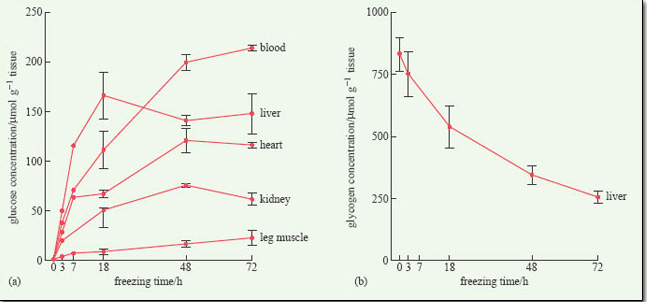 250
200
150
100
50
0
glucose concentration/μmol g⁻¹ tissue
blood
liver
heart
kidney
leg muscle
0 3 7 18 48 72
(a) freezing time/h
1000
750
500
250
0
glycogen concentration/μmol g⁻¹ tissue
liver
0 3 7 18 48 72
(b) freezing time/h